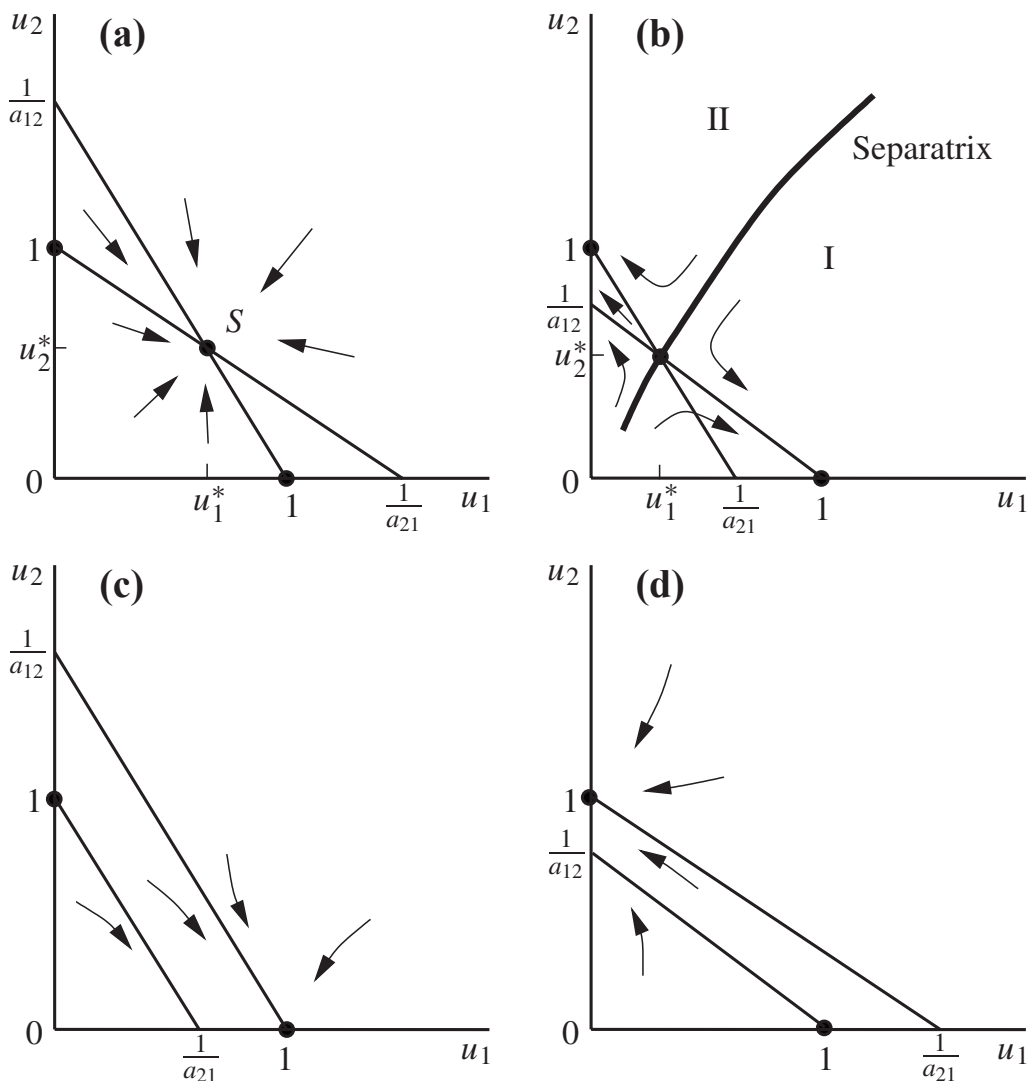 (a)
u₂
1/a₁₂
1
u₂*
S
0
u₁*
1
1/a₂₁
u₁
(b)
u₂
II
Separatrix
I
1
1/a₁₂
u₂*
0
u₁*
1/a₂₁
1
u₁
(c)
u₂
1/a₁₂
1
0
1/a₂₁
1
u₁
(d)
u₂
1
1/a₁₂
0
1
1/a₂₁
u₁